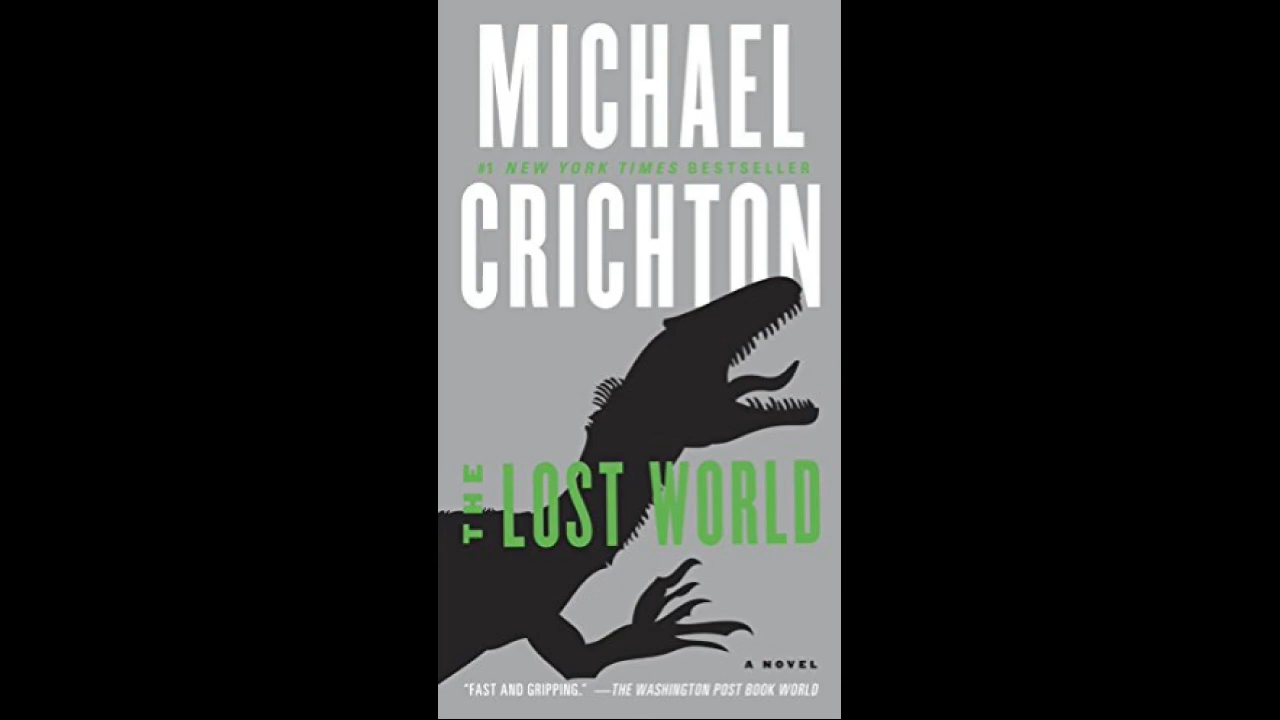 MICHAEL
#1 NEW YORK TIMES BESTSELLER
CRICHTON
THE LOST WORLD
A NOVEL
"FAST AND GRIPPING." —THE WASHINGTON POST BOOK WORLD